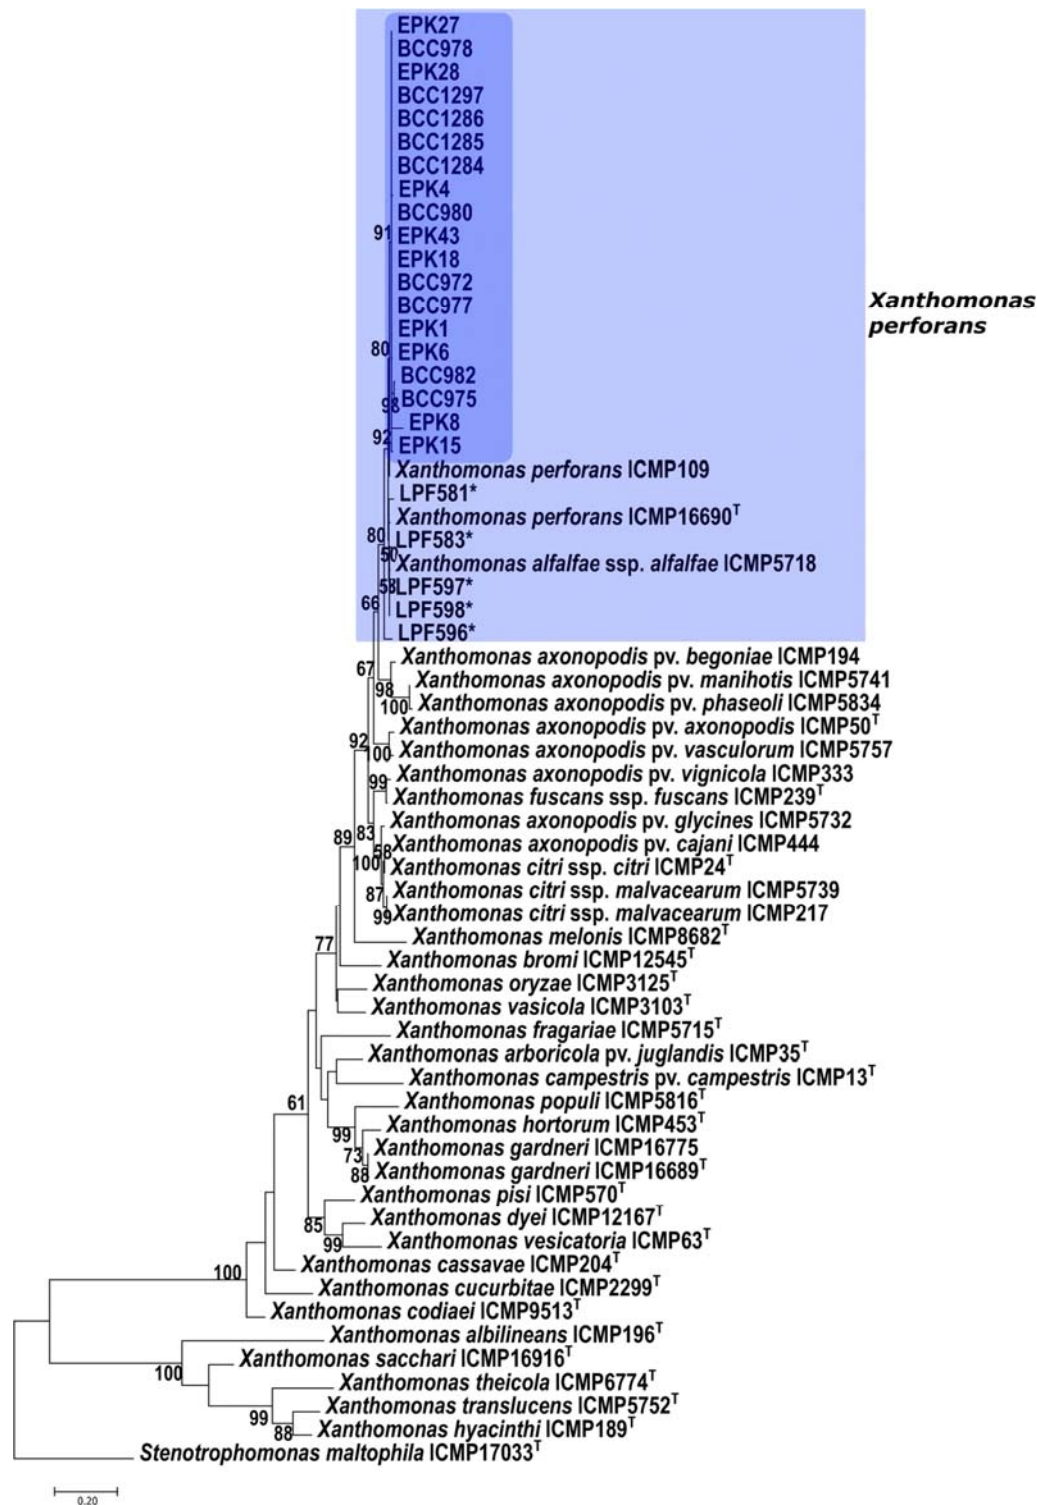 EPK27
BCC978
EPK28
BCC1297
BCC1286
BCC1285
BCC1284
EPK4
BCC980
91
EPK43
EPK18
BCC972
BCC977
Xanthomonas
perforans
EPK1
80
EPK6
BCC982
BCC975
98
EPK8
92
EPK15
Xanthomonas perforans ICMP109
LPF581*
Xanthomonas perforans ICMP16690T
80
LPF583*
50
Xanthomonas alfalfae ssp. alfalfae ICMP5718
53
LPF597*
66
LPF598*
LPF596*
Xanthomonas axonopodis pv. begoniae ICMP194
67
Xanthomonas axonopodis pv. manihotis ICMP5741
98
Xanthomonas axonopodis pv. phaseoli ICMP5834
100
Xanthomonas axonopodis pv. axonopodis ICMP50T
92
Xanthomonas axonopodis pv. vasculorum ICMP5757
100
Xanthomonas axonopodis pv. vignicola ICMP333
99
Xanthomonas fuscans ssp. fuscans ICMP239T
Xanthomonas axonopodis pv. glycines ICMP5732
83
89
Xanthomonas axonopodis pv. cajani ICMP444
58
100
Xanthomonas citri ssp. citri ICMP24T
87
Xanthomonas citri ssp. malvacearum ICMP5739
99
Xanthomonas citri ssp. malvacearum ICMP217
Xanthomonas melonis ICMP8682T
77
Xanthomonas bromi ICMP12545T
Xanthomonas oryzae ICMP3125T
Xanthomonas vasicola ICMP3103T
Xanthomonas fragariae ICMP5715T
Xanthomonas arboricola pv. juglandis ICMP35T
Xanthomonas campestris pv. campestris ICMP13T
61
Xanthomonas populi ICMP5816T
Xanthomonas hortorum ICMP453T
99
Xanthomonas gardneri ICMP16775
73
Xanthomonas gardneri ICMP16689T
88
Xanthomonas pisi ICMP570T
Xanthomonas dyei ICMP12167T
85
Xanthomonas vesicatoria ICMP63T
99
Xanthomonas cassavae ICMP204T
100
Xanthomonas cucurbitae ICMP2299T
Xanthomonas codiaei ICMP9513T
Xanthomonas albilineans ICMP196T
Xanthomonas sacchari ICMP16916T
100
Xanthomonas theicola ICMP6774T
Xanthomonas translucens ICMP5752T
99
Xanthomonas hyacinthi ICMP189T
88
Stenotrophomonas maltophila ICMP17033T
0.20